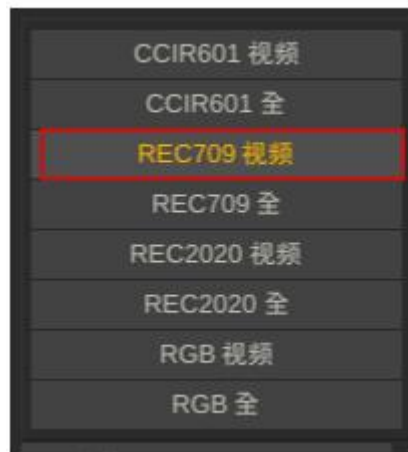 CCIR601 视频
CCIR601 全
REC709 视频
REC709 全
REC2020 视频
REC2020 全
RGB 视频
RGB 全